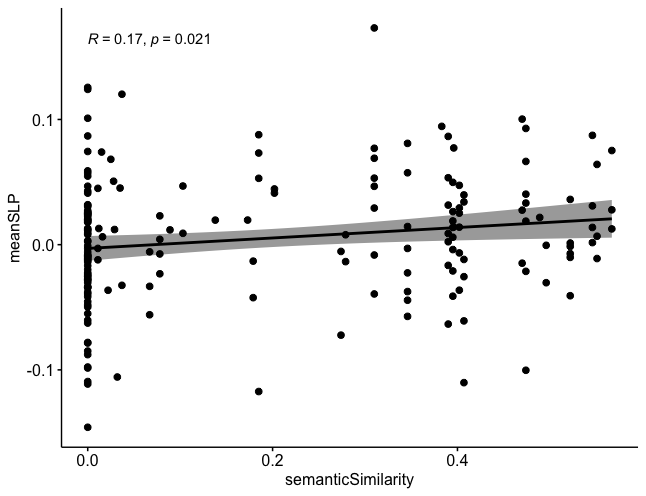 R = 0.17, p = 0.021
0.1
0.0
-0.1
meanSLP
0.0 0.2 0.4
semanticSimilarity